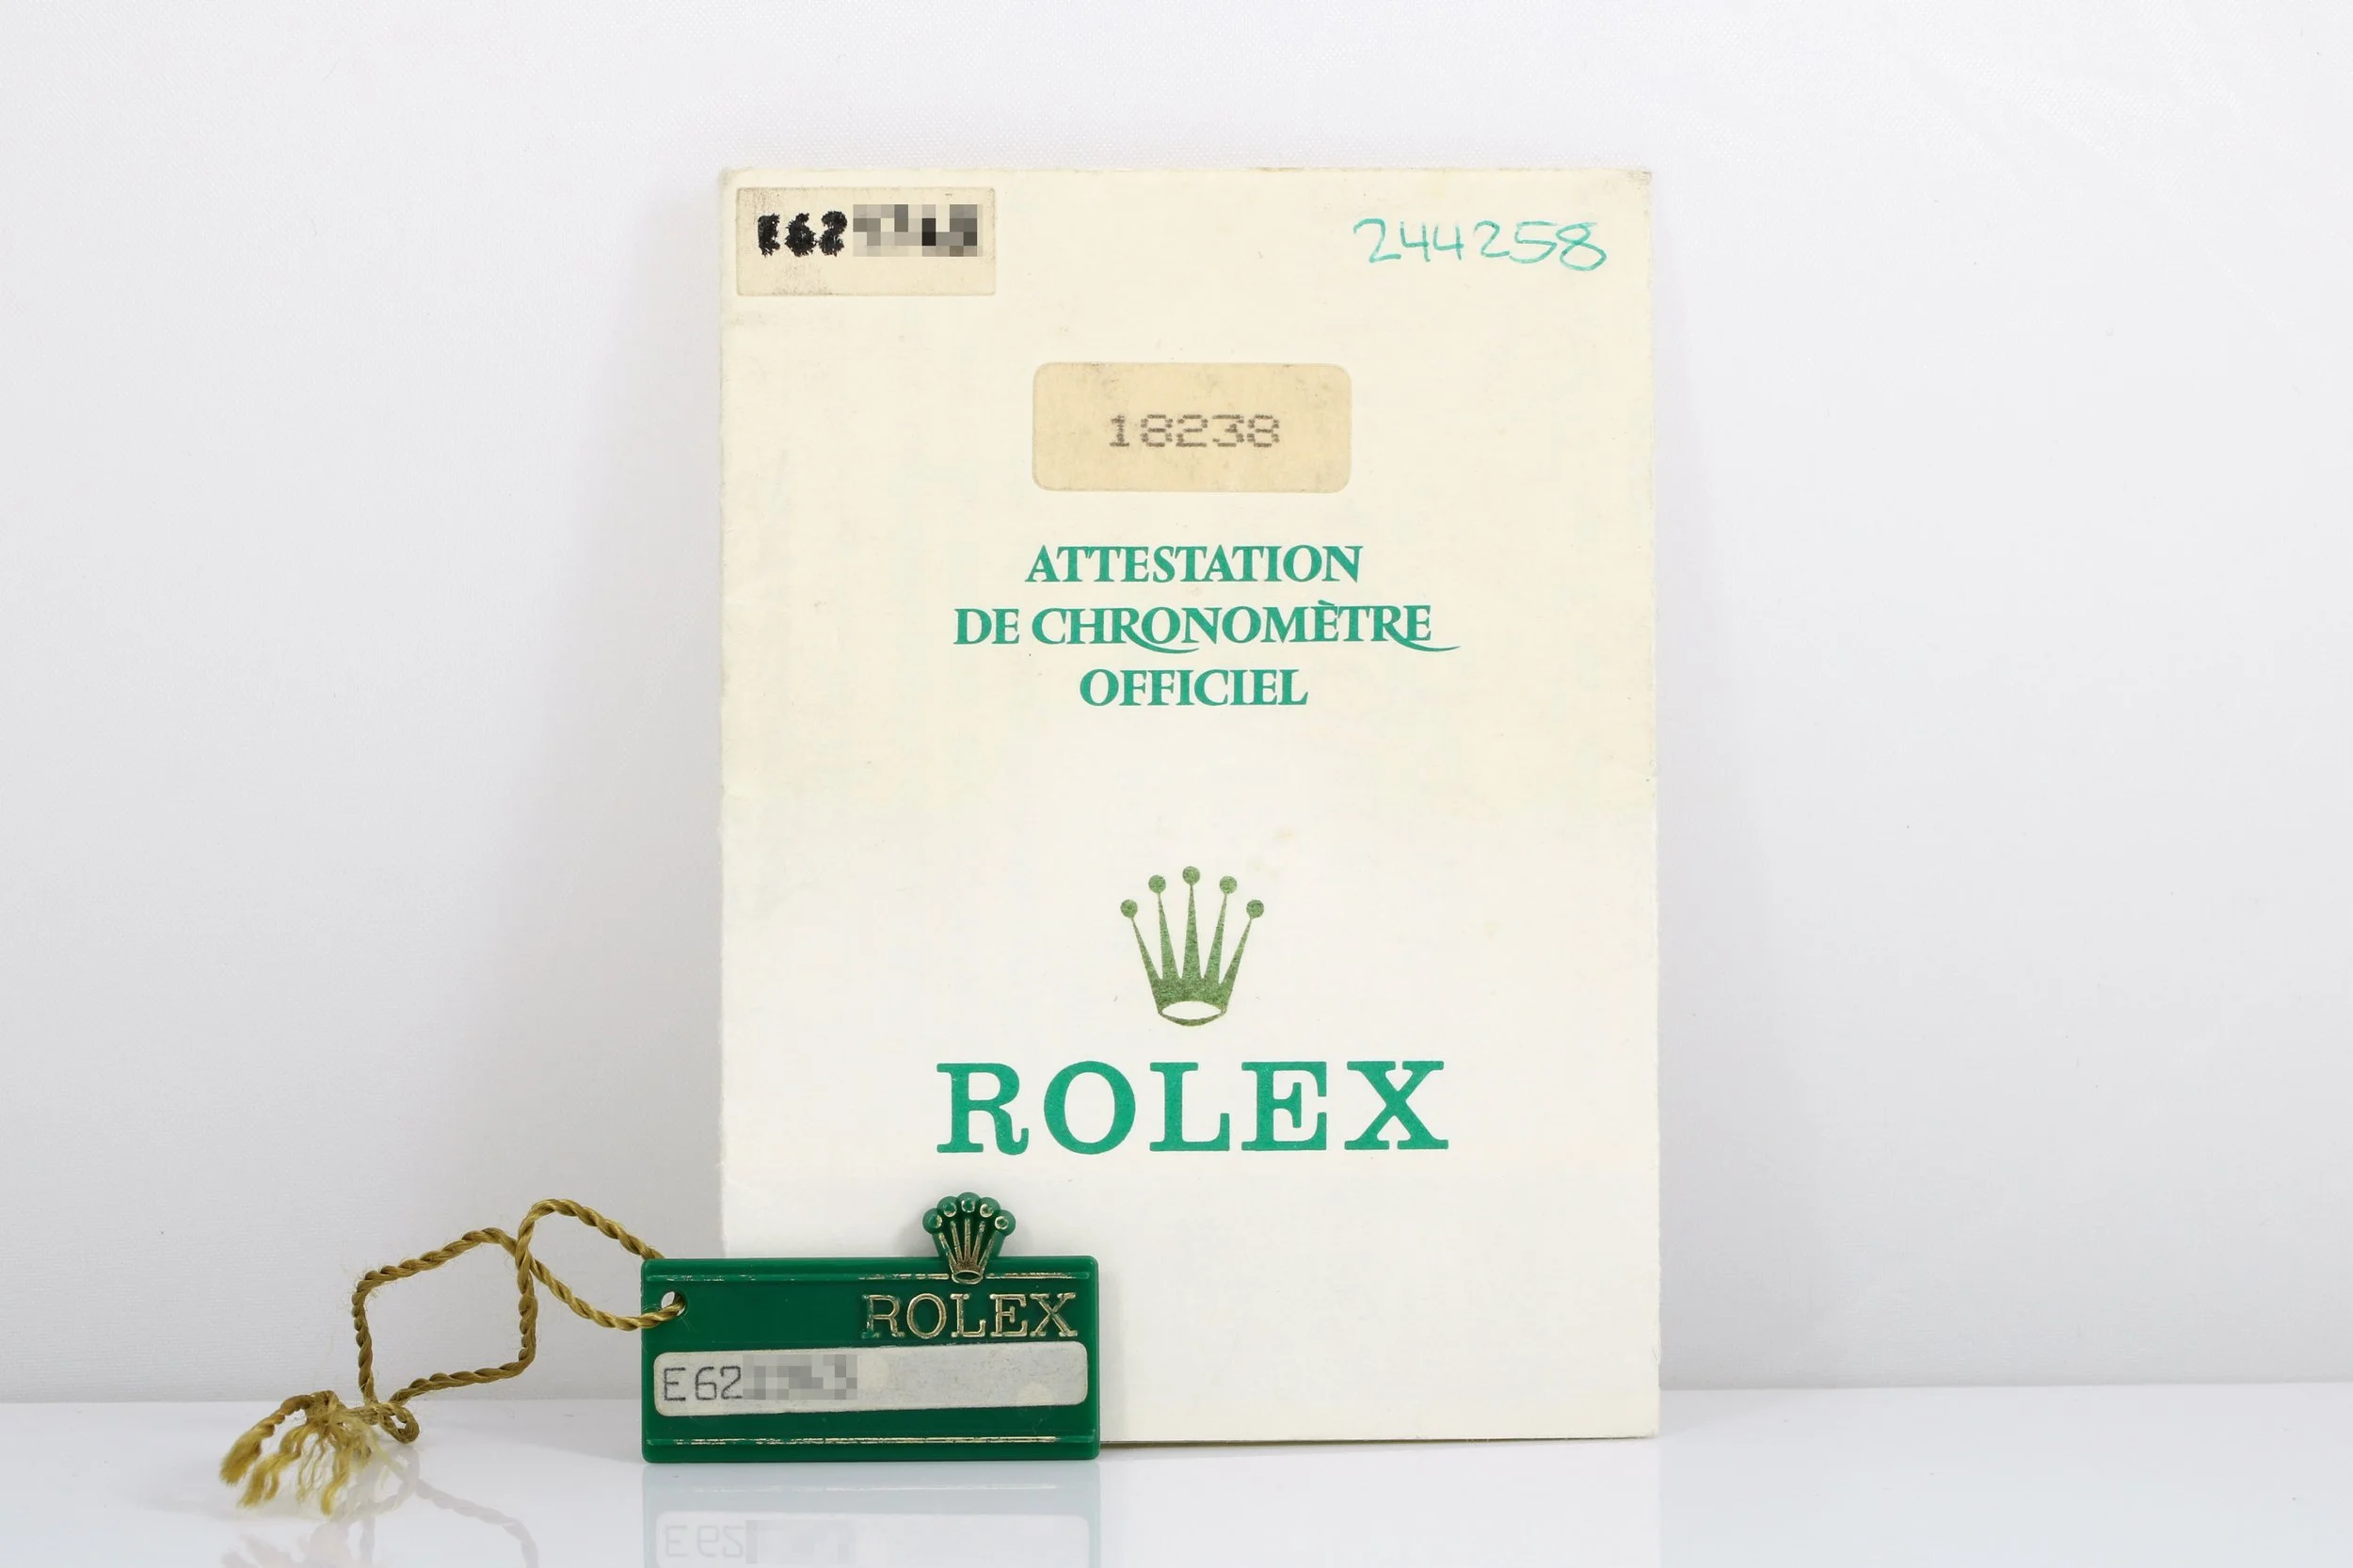 E62
244258
18238
ATTESTATION
DE CHRONOMÈTRE
OFFICIEL
ROLEX
ROLEX
E62